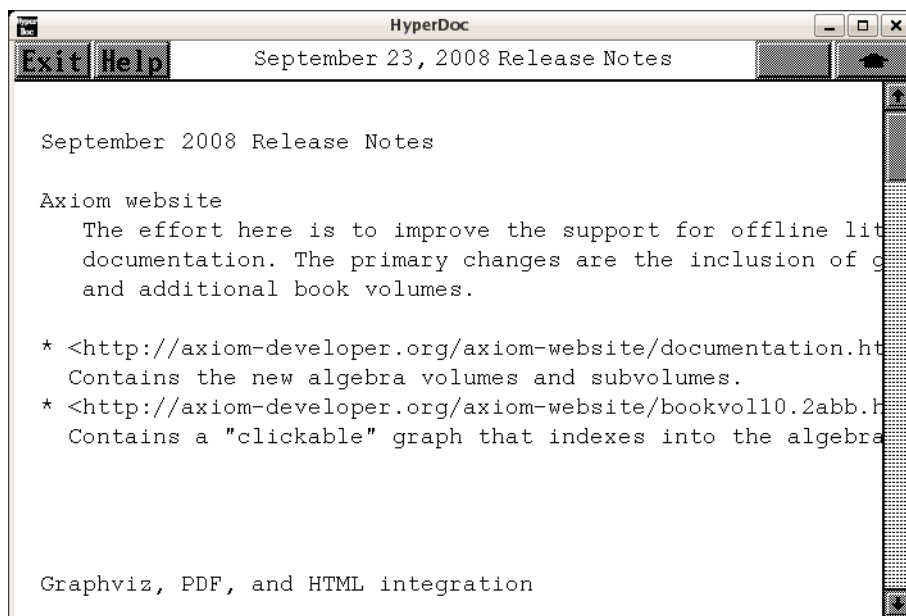 Hyper Doc
HyperDoc
Exit Help September 23, 2008 Release Notes
September 2008 Release Notes
Axiom website
The effort here is to improve the support for offline lit
documentation. The primary changes are the inclusion of g
and additional book volumes.
* <http://axiom-developer.org/axiom-website/documentation.ht
Contains the new algebra volumes and subvolumes.
* <http://axiom-developer.org/axiom-website/bookvol10.2abb.h
Contains a "clickable" graph that indexes into the algebra
Graphviz, PDF, and HTML integration